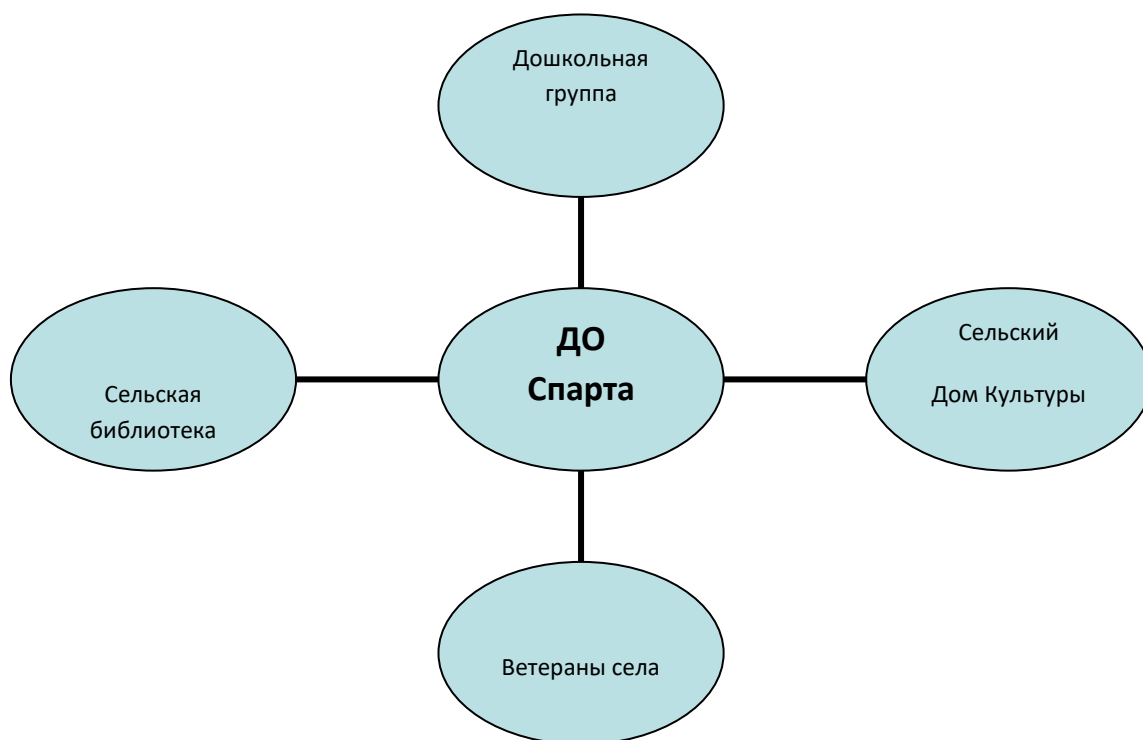 Дошкольная
группа
ДО
Спарта
Сельский
Дом Культуры
Сельская
библиотека
Ветераны села